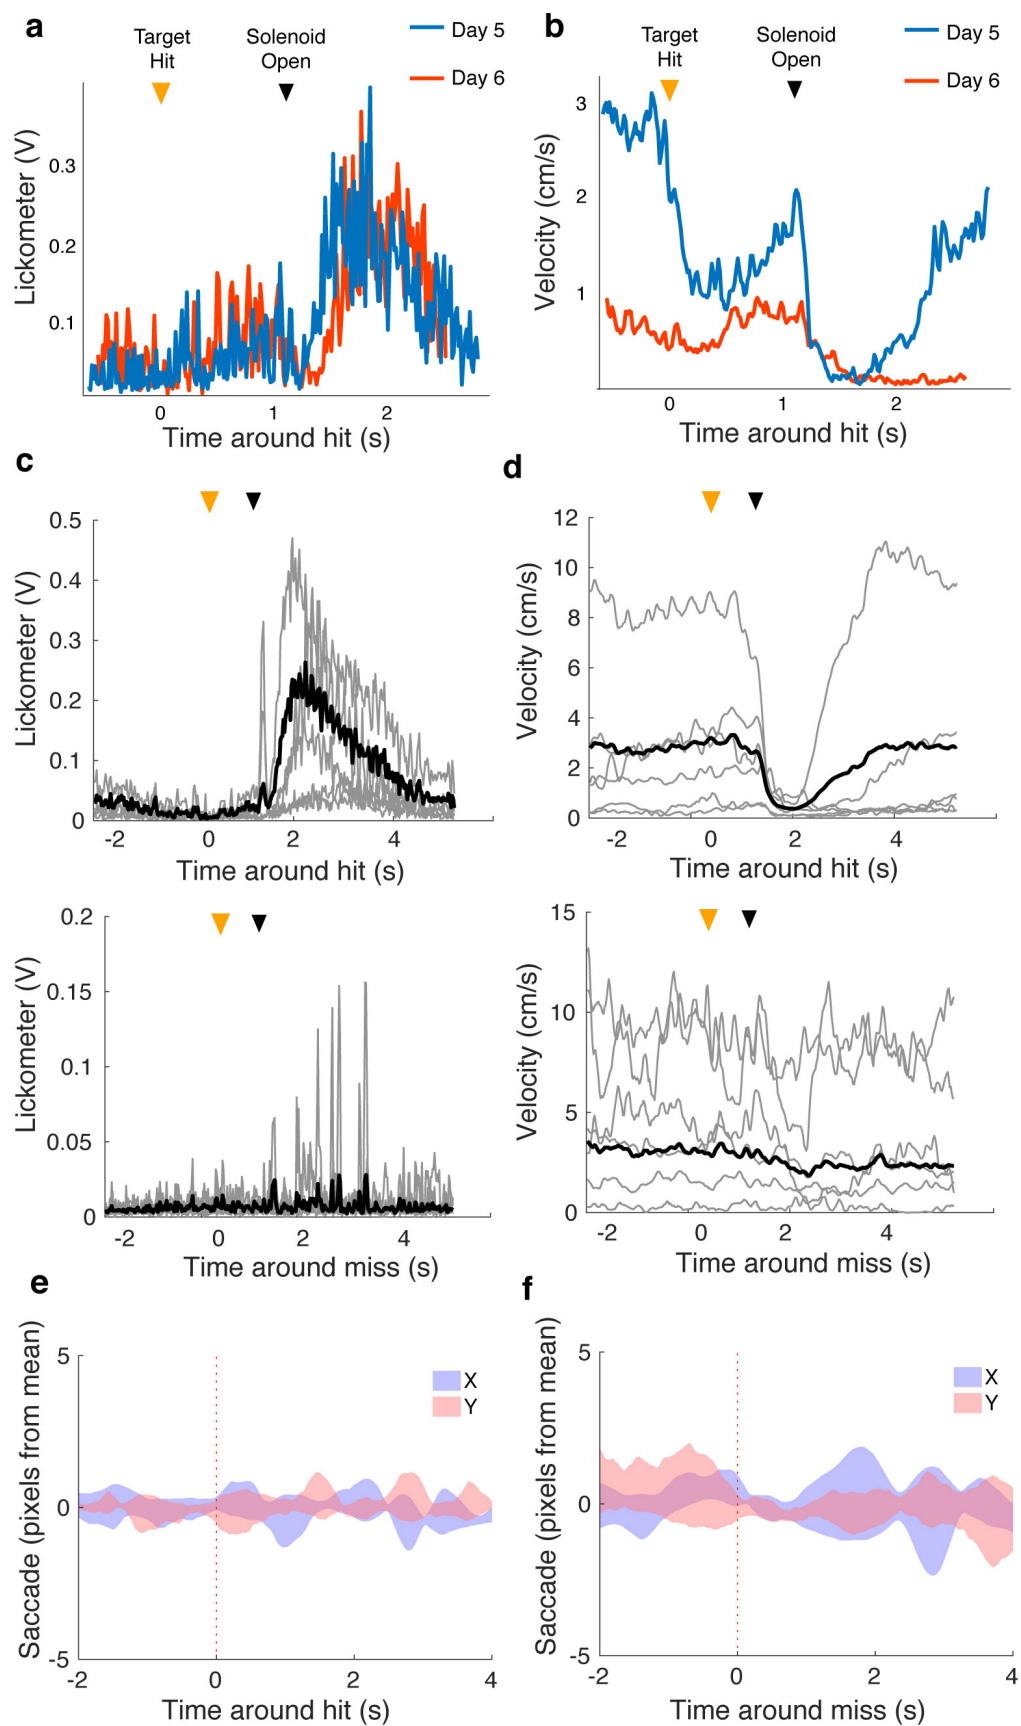 a
Target
Hit
Solenoid
Open
Day 5
Day 6
Lickometer (V)
0.3
0.2
0.1
0
1
2
Time around hit (s)
b
Target
Hit
Solenoid
Open
Day 5
Day 6
Velocity (cm/s)
3
2
1
0
1
2
Time around hit (s)
c
Lickometer (V)
0.5
0.4
0.3
0.2
0.1
0
-2
0
2
4
Time around hit (s)
d
Velocity (cm/s)
12
10
8
6
4
2
0
-2
0
2
4
Time around hit (s)
Lickometer (V)
0.2
0.15
0.1
0.05
0
-2
0
2
4
Time around miss (s)
Velocity (cm/s)
15
10
5
0
-2
0
2
4
Time around miss (s)
e
Saccade (pixels from mean)
5
0
-5
X
Y
-2
0
2
4
Time around hit (s)
f
Saccade (pixels from mean)
5
0
-5
X
Y
-2
0
2
4
Time around miss (s)